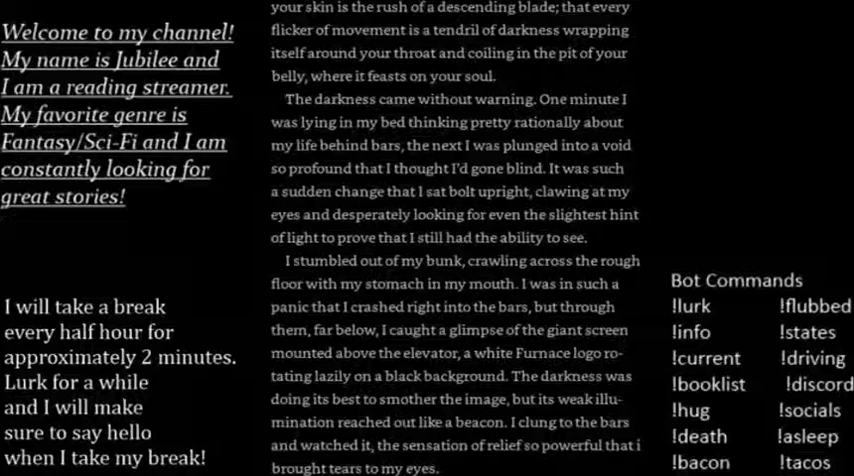 Welcome to my channel!
My name is Jubilee and
I am a reading streamer.
My favorite genre is
Fantasy/Sci-Fi and I am
constantly looking for
great stories!
I will take a break
every half hour for
approximately 2 minutes.
Lurk for a while
and I will make
sure to say hello
when I take my break!
your skin is the rush of a descending blade; that every
flicker of movement is a tendril of darkness wrapping
itself around your throat and coiling in the pit of your
belly, where it feasts on your soul.
The darkness came without warning. One minute I
was lying in my bed thinking pretty rationally about
my life behind bars, the next I was plunged into a void
so profound that I thought I'd gone blind. It was such
a sudden change that I sat bolt upright, clawing at my
eyes and desperately looking for even the slightest hint
of light to prove that I still had the ability to see.
I stumbled out of my bunk, crawling across the rough
floor with my stomach in my mouth. I was in such a
panic that I crashed right into the bars, but through
them, far below, I caught a glimpse of the giant screen
mounted above the elevator, a white Furnace logo ro-
tating lazily on a black background. The darkness was
doing its best to smother the image, but its weak illu-
mination reached out like a beacon. I clung to the bars
and watched it, the sensation of relief so powerful that i
brought tears to my eyes.
Bot Commands
!lurk !flubbed
!info !states
!current !driving
!booklist !discord
!hug !socials
!death !asleep
!bacon !tacos